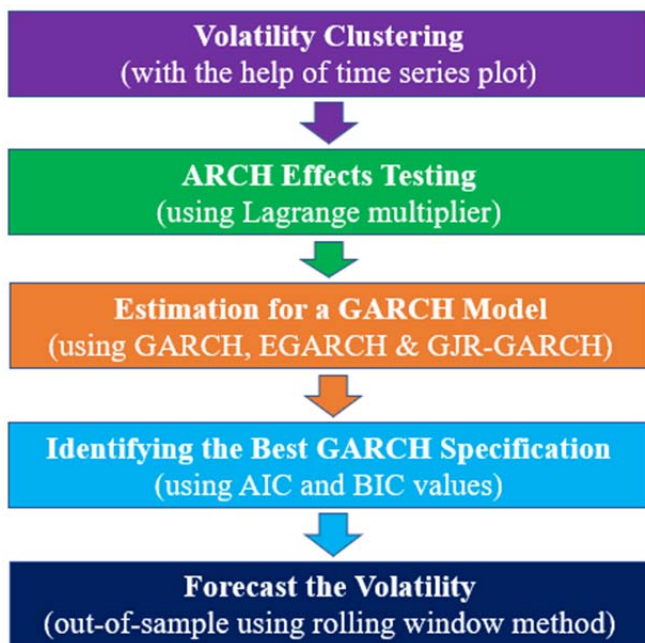 Volatility Clustering
(with the help of time series plot)
ARCH Effects Testing
(using Lagrange multiplier)
Estimation for a GARCH Model
(using GARCH, EGARCH & GJR-GARCH)
Identifying the Best GARCH Specification
(using AIC and BIC values)
Forecast the Volatility
(out-of-sample using rolling window method)